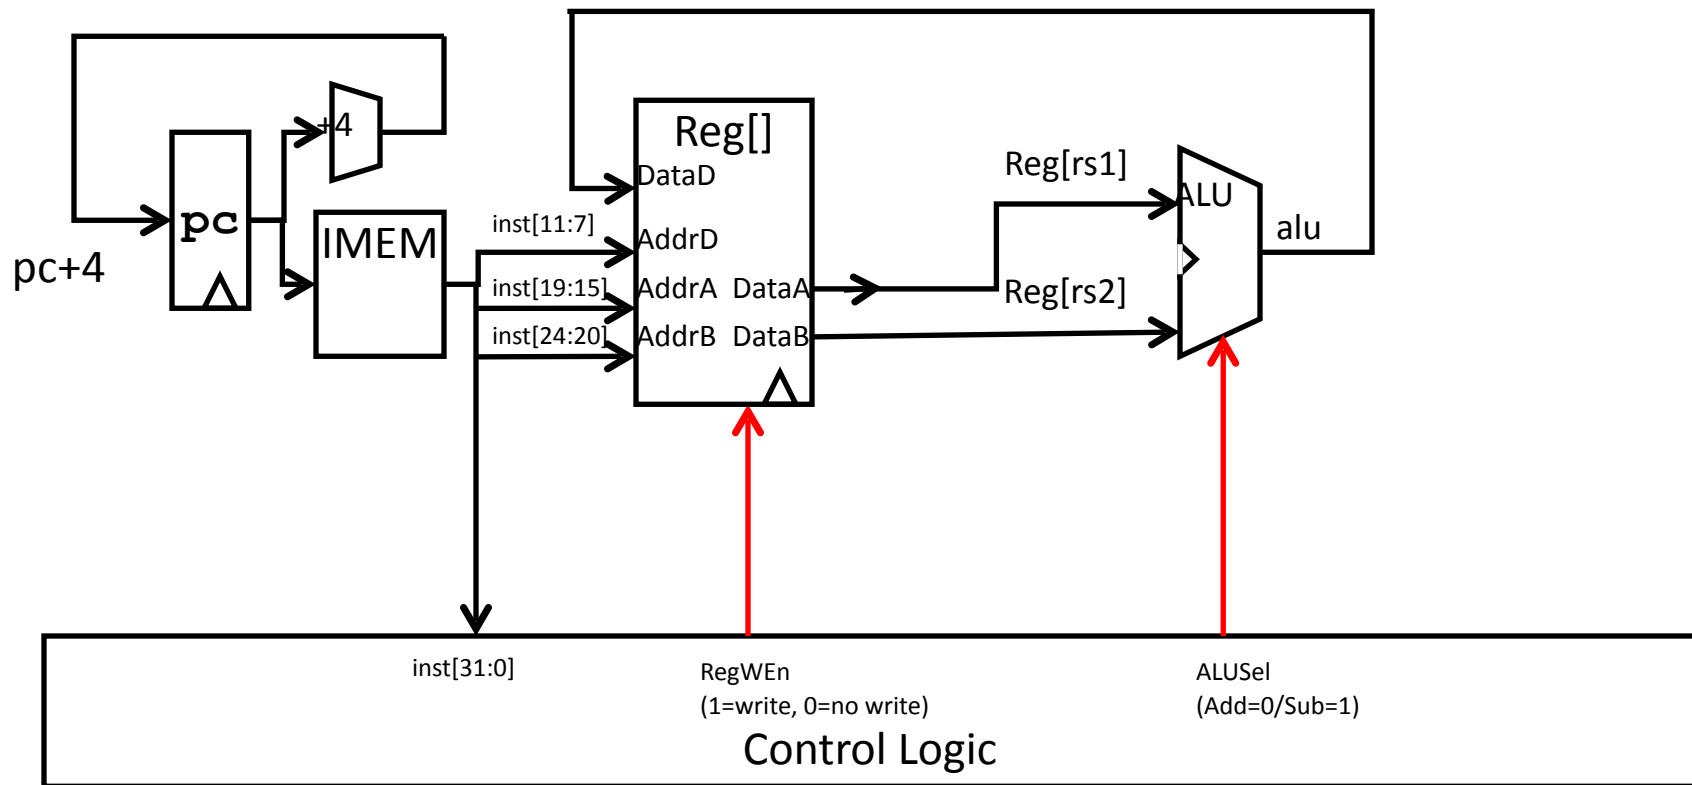 +4
pc
pc+4
IMEM
Reg[]
DataD
inst[11:7]
AddrD
inst[19:15]
AddrA DataA
inst[24:20]
AddrB DataB
Reg[rs1]
ALU
alu
Reg[rs2]
inst[31:0]
RegWEn
(1=write, 0=no write)
ALUSel
(Add=0/Sub=1)
Control Logic